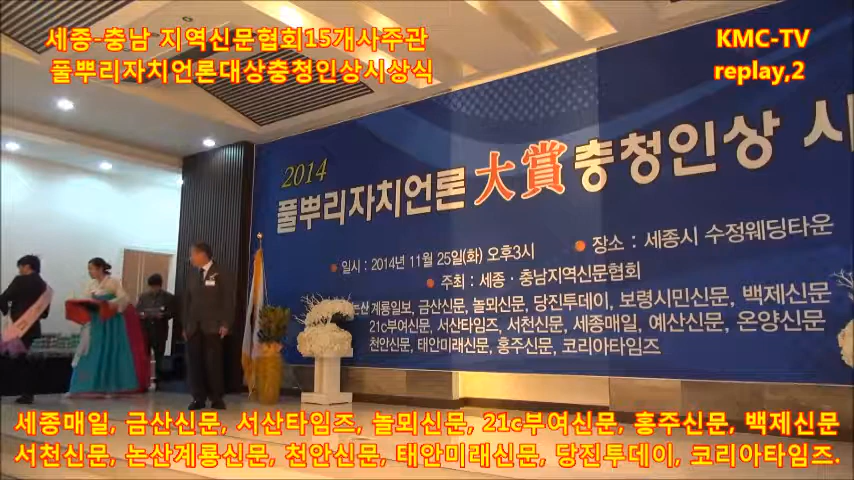 세종-충남 지역신문협회15개사주관
풀뿌리자치언론대상충청인상시상식
KMC-TV
replay,2
2014
풀뿌리자치언론 大賞 충청인상 시
일시 : 2014년 11월 25일(화) 오후3시
장소 : 세종시 수정웨딩타운
주최 : 세종·충남지역신문협회
논산계룡일보, 금산신문, 놀뫼신문, 당진투데이, 보령시민신문, 백제신문
21c부여신문, 서산타임즈, 서천신문, 세종매일, 예산신문, 온양신문
천안신문, 태안미래신문, 홍주신문, 코리아타임즈
세종매일, 금산신문, 서산타임즈, 놀뫼신문, 21c부여신문, 홍주신문, 백제신문
서천신문, 논산계룡신문, 천안신문, 태안미래신문, 당진투데이, 코리아타임즈.